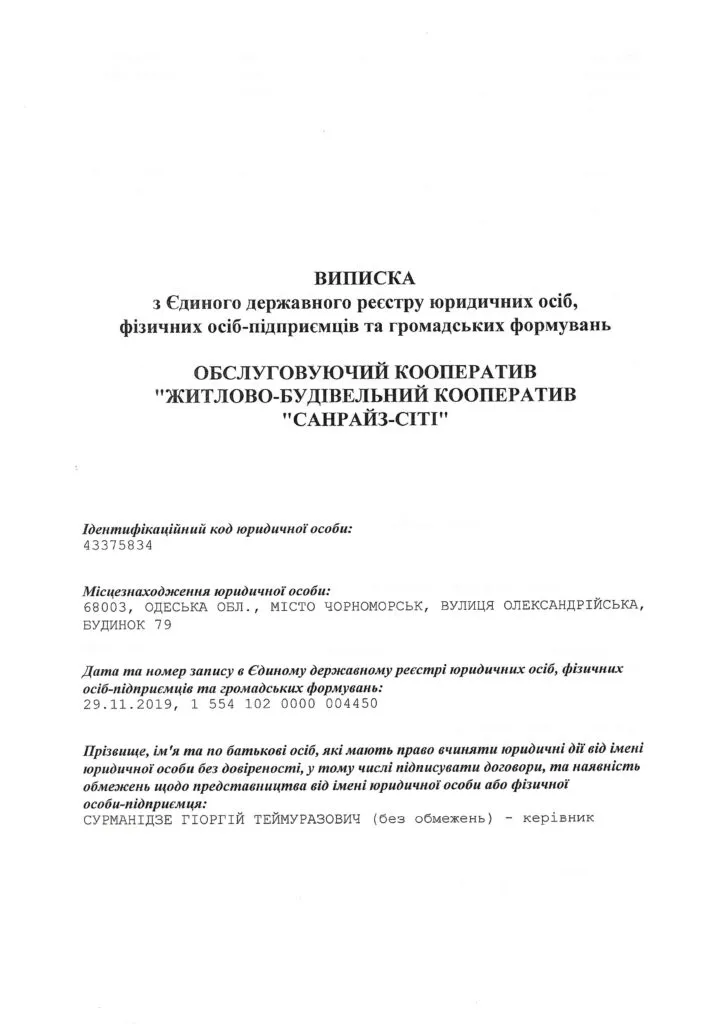 ВИПИСКА
з Єдиного державного реєстру юридичних осіб,
фізичних осіб-підприємців та громадських формувань
ОБСЛУГОВУЮЧИЙ КООПЕРАТИВ
"ЖИТЛОВО-БУДІВЕЛЬНИЙ КООПЕРАТИВ
"САНРАЙЗ-СІТІ"
Ідентифікаційний код юридичної особи:
43375834
Місцезнаходження юридичної особи:
68003, ОДЕСЬКА ОБЛ., МІСТО ЧОРНОМОРСЬК, ВУЛИЦЯ ОЛЕКСАНДРІЙСЬКА,
БУДИНОК 79
Дата та номер запису в Єдиному державному реєстрі юридичних осіб, фізичних
осіб-підприємців та громадських формувань:
29.11.2019, 1 554 102 0000 004450
Прізвище, ім'я та по батькові осіб, які мають право вчиняти юридичні дії від імені
юридичної особи без довіреності, у тому числі підписувати договори, та наявність
обмежень щодо представництва від імені юридичної особи або фізичної
особи-підприємця:
СУРМАНІДЗЕ ГІОРГІЙ ТЕЙМУРАЗОВИЧ (без обмежень) - керівник